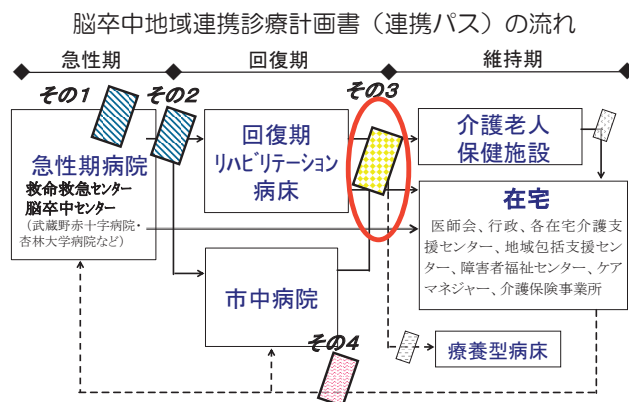 脳卒中地域連携診療計画書（連携パス）の流れ
急性期
回復期
維持期
その1
その2
その3
急性期病院
救命救急センター
脳卒中センター
（武蔵野赤十字病院・
杏林大学病院など）
回復期
リハビリテーション
病床
市中病院
介護老人
保健施設
在宅
医師会、行政、各在宅介護支
援センター、地域包括支援セン
ター、障害者福祉センター、ケア
マネジャー、介護保険事業所
療養型病床
その4